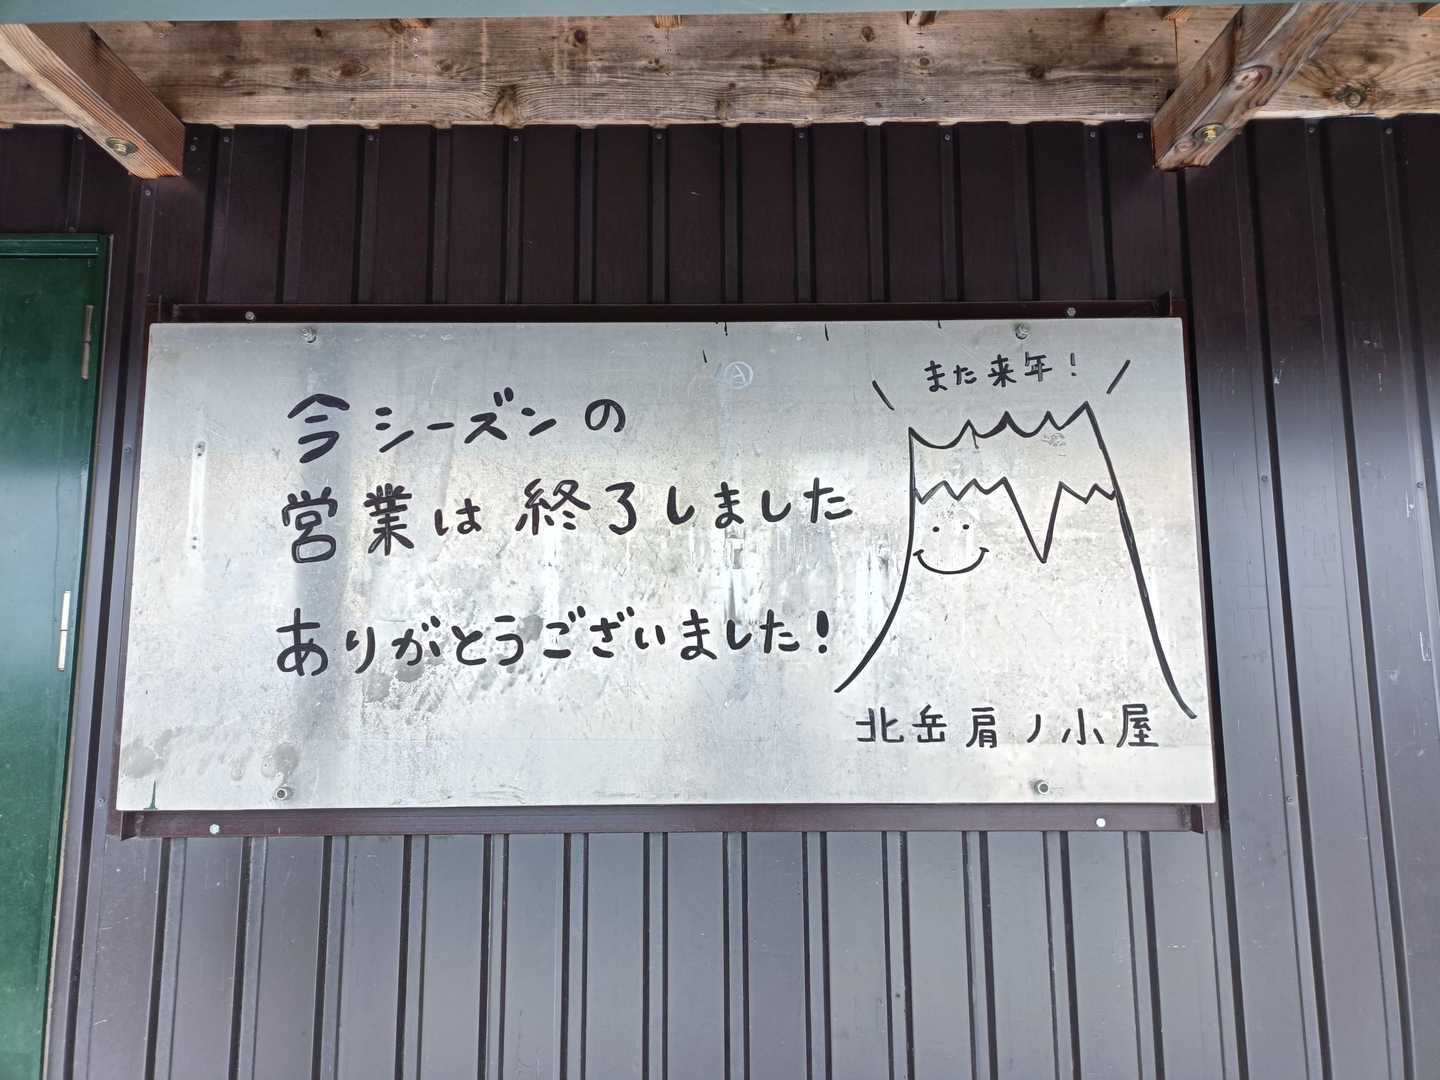 今シーズンの
営業は終了しました
ありがとうございました!
また来年!
北岳肩ノ小屋